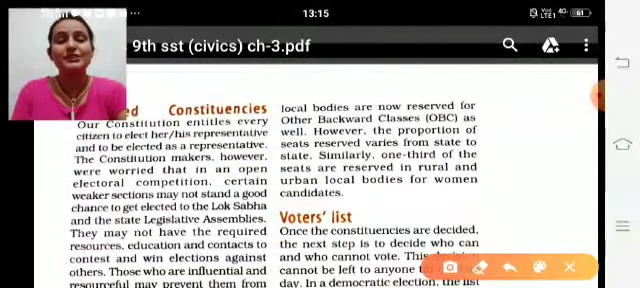 13:15
Vo)
LTE1
4G
61
9th sst (civics) ch-3.pdf
ed Constituencies
Our Constitution entitles every
citizen to elect her/his representative
and to be elected as a representative.
The Constitution makers, however,
were worried that in an open
electoral competition, certain
weaker sections may not stand a good
chance to get elected to the Lok Sabha
and the state Legislative Assemblies.
They may not have the required
resources, education and contacts to
contest and win elections against
others. Those who are influential and
resourceful may prevent them from
local bodies are now reserved for
Other Backward Classes (OBC) as
well. However, the proportion of
seats reserved varies from state to
state. Similarly, one-third of the
seats are reserved in rural and
urban local bodies for women
candidates.
Voters' list
Once the constituencies are decided,
the next step is to decide who can
and who cannot vote. This
cannot be left to anyone
day. In a democratic election, the list